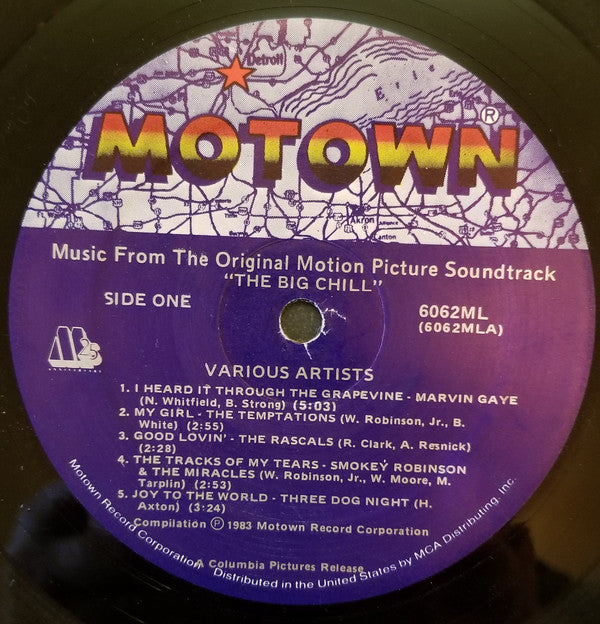 Detroit
Erie
MOTOWN®
Akron
Alliance
Canton
Music From The Original Motion Picture Soundtrack
"THE BIG CHILL"
SIDE ONE
6062ML
(6062MLA)
M25
ANNIVERSARY
VARIOUS ARTISTS
1. I HEARD IT THROUGH THE GRAPEVINE - MARVIN GAYE
(N. Whitfield, B. Strong) (5:03)
2. MY GIRL - THE TEMPTATIONS (W. Robinson, Jr., B.
White) (2:55)
3. GOOD LOVIN' - THE RASCALS (R. Clark, A. Resnick)
(2:28)
4. THE TRACKS OF MY TEARS - SMOKEY ROBINSON
& THE MIRACLES (W. Robinson, Jr., W. Moore, M.
Tarplin) (2:53)
5. JOY TO THE WORLD - THREE DOG NIGHT (H.
Axton) (3:24)
Compilation Ⓟ 1983 Motown Record Corporation
Motown Record Corporation
A Columbia Pictures Release
Distributed in the United States by MCA Distributing, Inc.